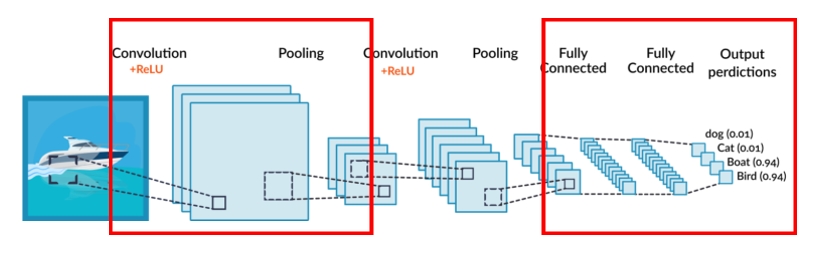 Convolution
+ReLU
Pooling
Convolution
+ReLU
Pooling
Fully
Connected
Fully
Connected
Output
perdictions
dog (0.01)
Cat (0.01)
Boat (0.94)
Bird (0.94)